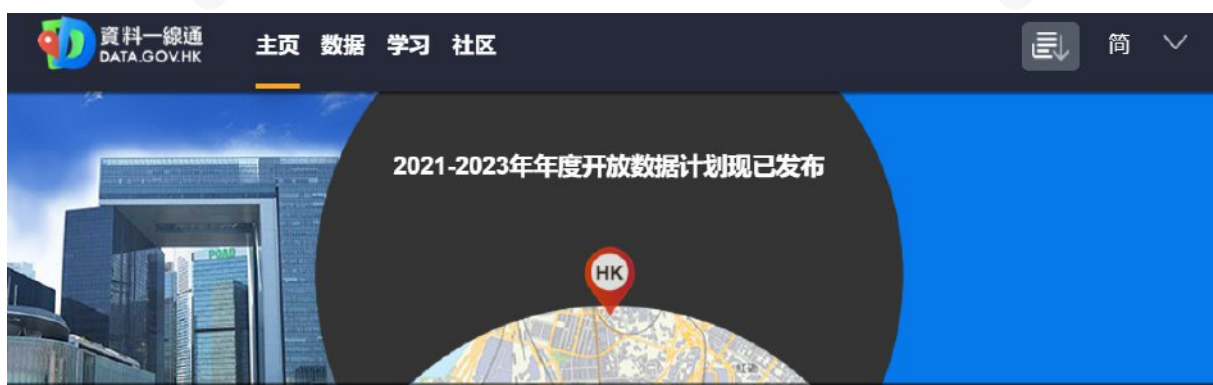 資料一線通
DATA.GOV.HK
主页 数据 学习 社区
简
2021-2023年年度开放数据计划现已发布
HK